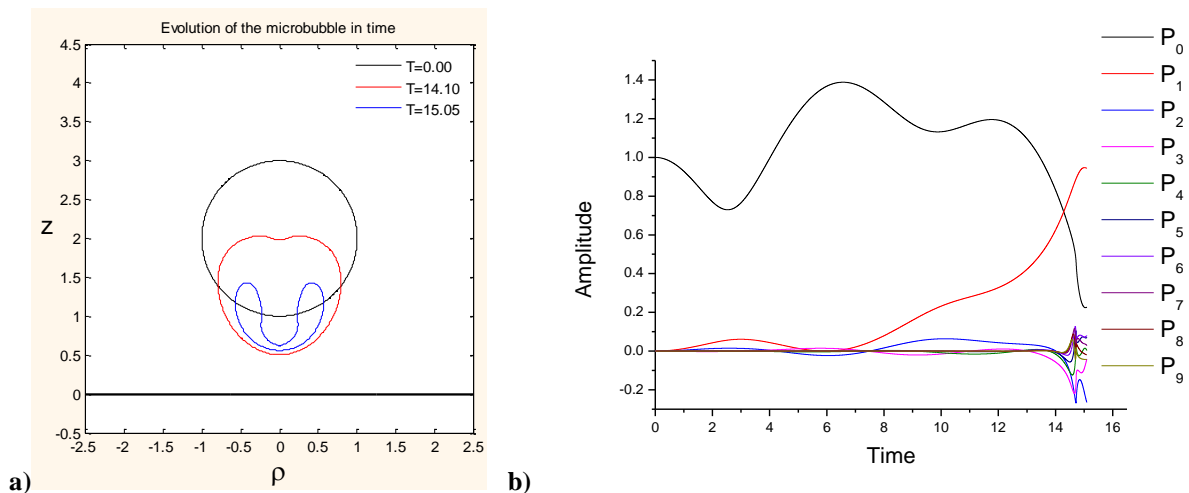 Evolution of the microbubble in time
4.5
4
3.5
3
2.5
2
1.5
1
0.5
0
-0.5
z
T=0.00
T=14.10
T=15.05
-2.5 -2 -1.5 -1 -0.5 0 0.5 1 1.5 2 2.5
ρ
a)
1.4
1.2
1.0
0.8
0.6
0.4
0.2
0.0
-0.2
Amplitude
0 2 4 6 8 10 12 14 16
Time
P₀
P₁
P₂
P₃
P₄
P₅
P₆
P₇
P₈
P₉
b)